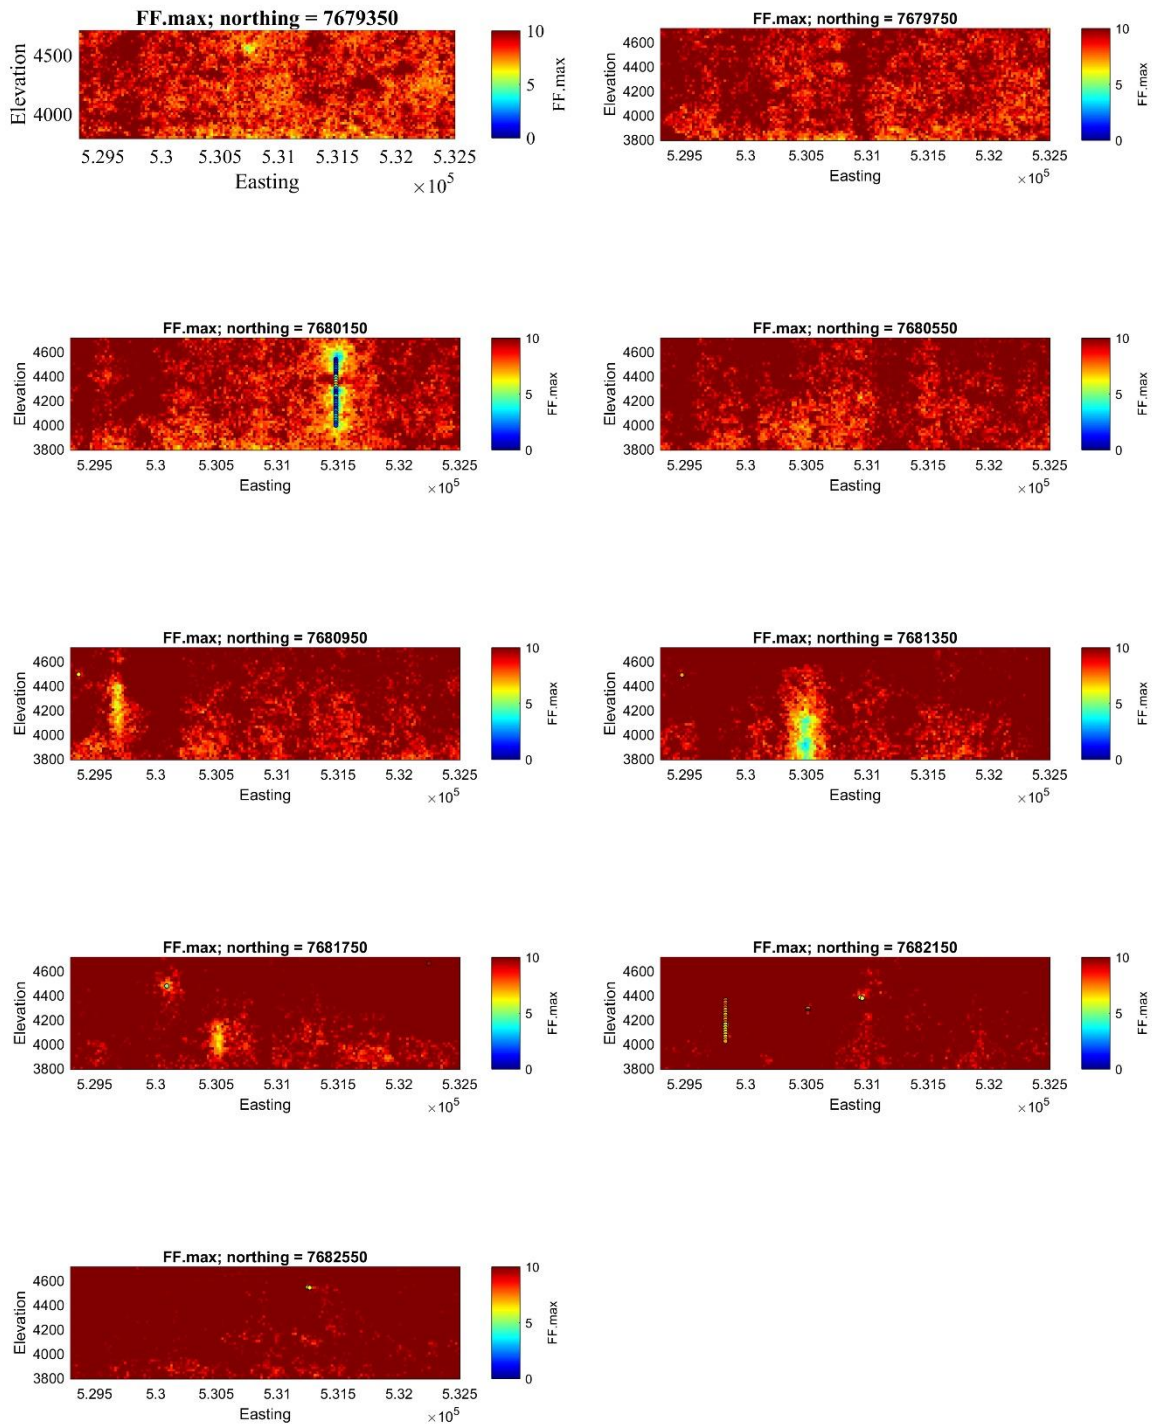 FF.max; northing = 7679350
4500
4000
Elevation
5.295 5.3 5.305 5.31 5.315 5.32 5.325
Easting
×10^5
10
5
0
FF.max
FF.max; northing = 7679750
4600
4400
4200
4000
3800
Elevation
5.295 5.3 5.305 5.31 5.315 5.32 5.325
Easting
×10^5
10
5
0
FF.max
FF.max; northing = 7680150
4600
4400
4200
4000
3800
Elevation
5.295 5.3 5.305 5.31 5.315 5.32 5.325
Easting
×10^5
10
5
0
FF.max
FF.max; northing = 7680550
4600
4400
4200
4000
3800
Elevation
5.295 5.3 5.305 5.31 5.315 5.32 5.325
Easting
×10^5
10
5
0
FF.max
FF.max; northing = 7680950
4600
4400
4200
4000
3800
Elevation
5.295 5.3 5.305 5.31 5.315 5.32 5.325
Easting
×10^5
10
5
0
FF.max
FF.max; northing = 7681350
4600
4400
4200
4000
3800
Elevation
5.295 5.3 5.305 5.31 5.315 5.32 5.325
Easting
×10^5
10
5
0
FF.max
FF.max; northing = 7681750
4600
4400
4200
4000
3800
Elevation
5.295 5.3 5.305 5.31 5.315 5.32 5.325
Easting
×10^5
10
5
0
FF.max
FF.max; northing = 7682150
4600
4400
4200
4000
3800
Elevation
5.295 5.3 5.305 5.31 5.315 5.32 5.325
Easting
×10^5
10
5
0
FF.max
FF.max; northing = 7682550
4600
4400
4200
4000
3800
Elevation
5.295 5.3 5.305 5.31 5.315 5.32 5.325
Easting
×10^5
10
5
0
FF.max